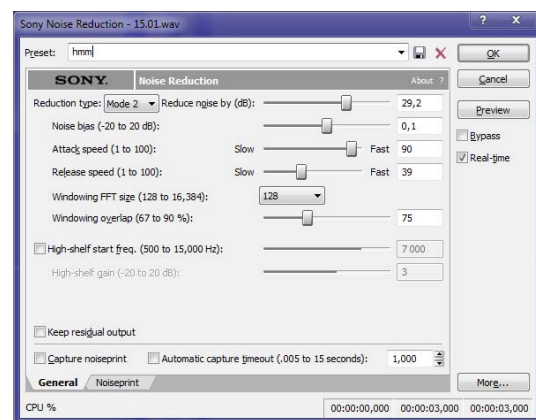 Sony Noise Reduction - 15.01.wav ? X
Preset: hmm OK
SONY. Noise Reduction About ? Cancel
Reduction type: Mode 2 Reduce noise by (dB): 29,2 Preview
Noise bias (-20 to 20 dB): 0,1 Bypass
Attack speed (1 to 100): Slow Fast 90 Real-time
Release speed (1 to 100): Slow Fast 39
Windowing FFT size (128 to 16,384): 128
Windowing overlap (67 to 90 %): 75
High-shelf start freq. (500 to 15,000 Hz): 7 000
High-shelf gain (-20 to 20 dB): 3
Keep residual output
Capture noiseprint Automatic capture timeout (.005 to 15 seconds): 1,000
General Noiseprint More...
CPU % 00:00:00,000 00:00:03,000 00:00:03,000